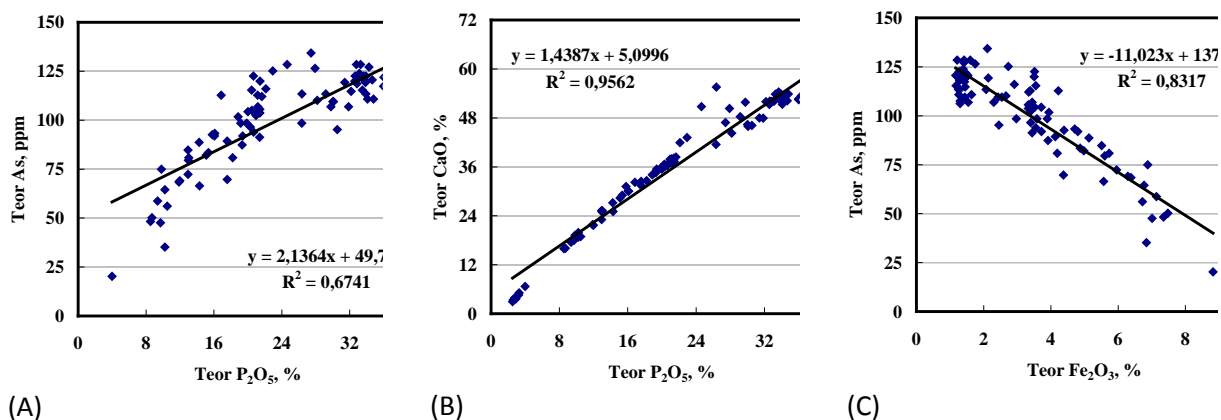 150
125
100
75
50
25
0
Teor As, ppm
y = 2,1364x + 49,7
R² = 0,6741
0 8 16 24 32
Teor P₂O₅, %
(A)
72
60
48
36
24
12
0
Teor CaO, %
y = 1,4387x + 5,0996
R² = 0,9562
0 8 16 24 32
Teor P₂O₅, %
(B)
150
125
100
75
50
25
0
Teor As, ppm
y = -11,023x + 137
R² = 0,8317
0 2 4 6 8
Teor Fe₂O₃, %
(C)